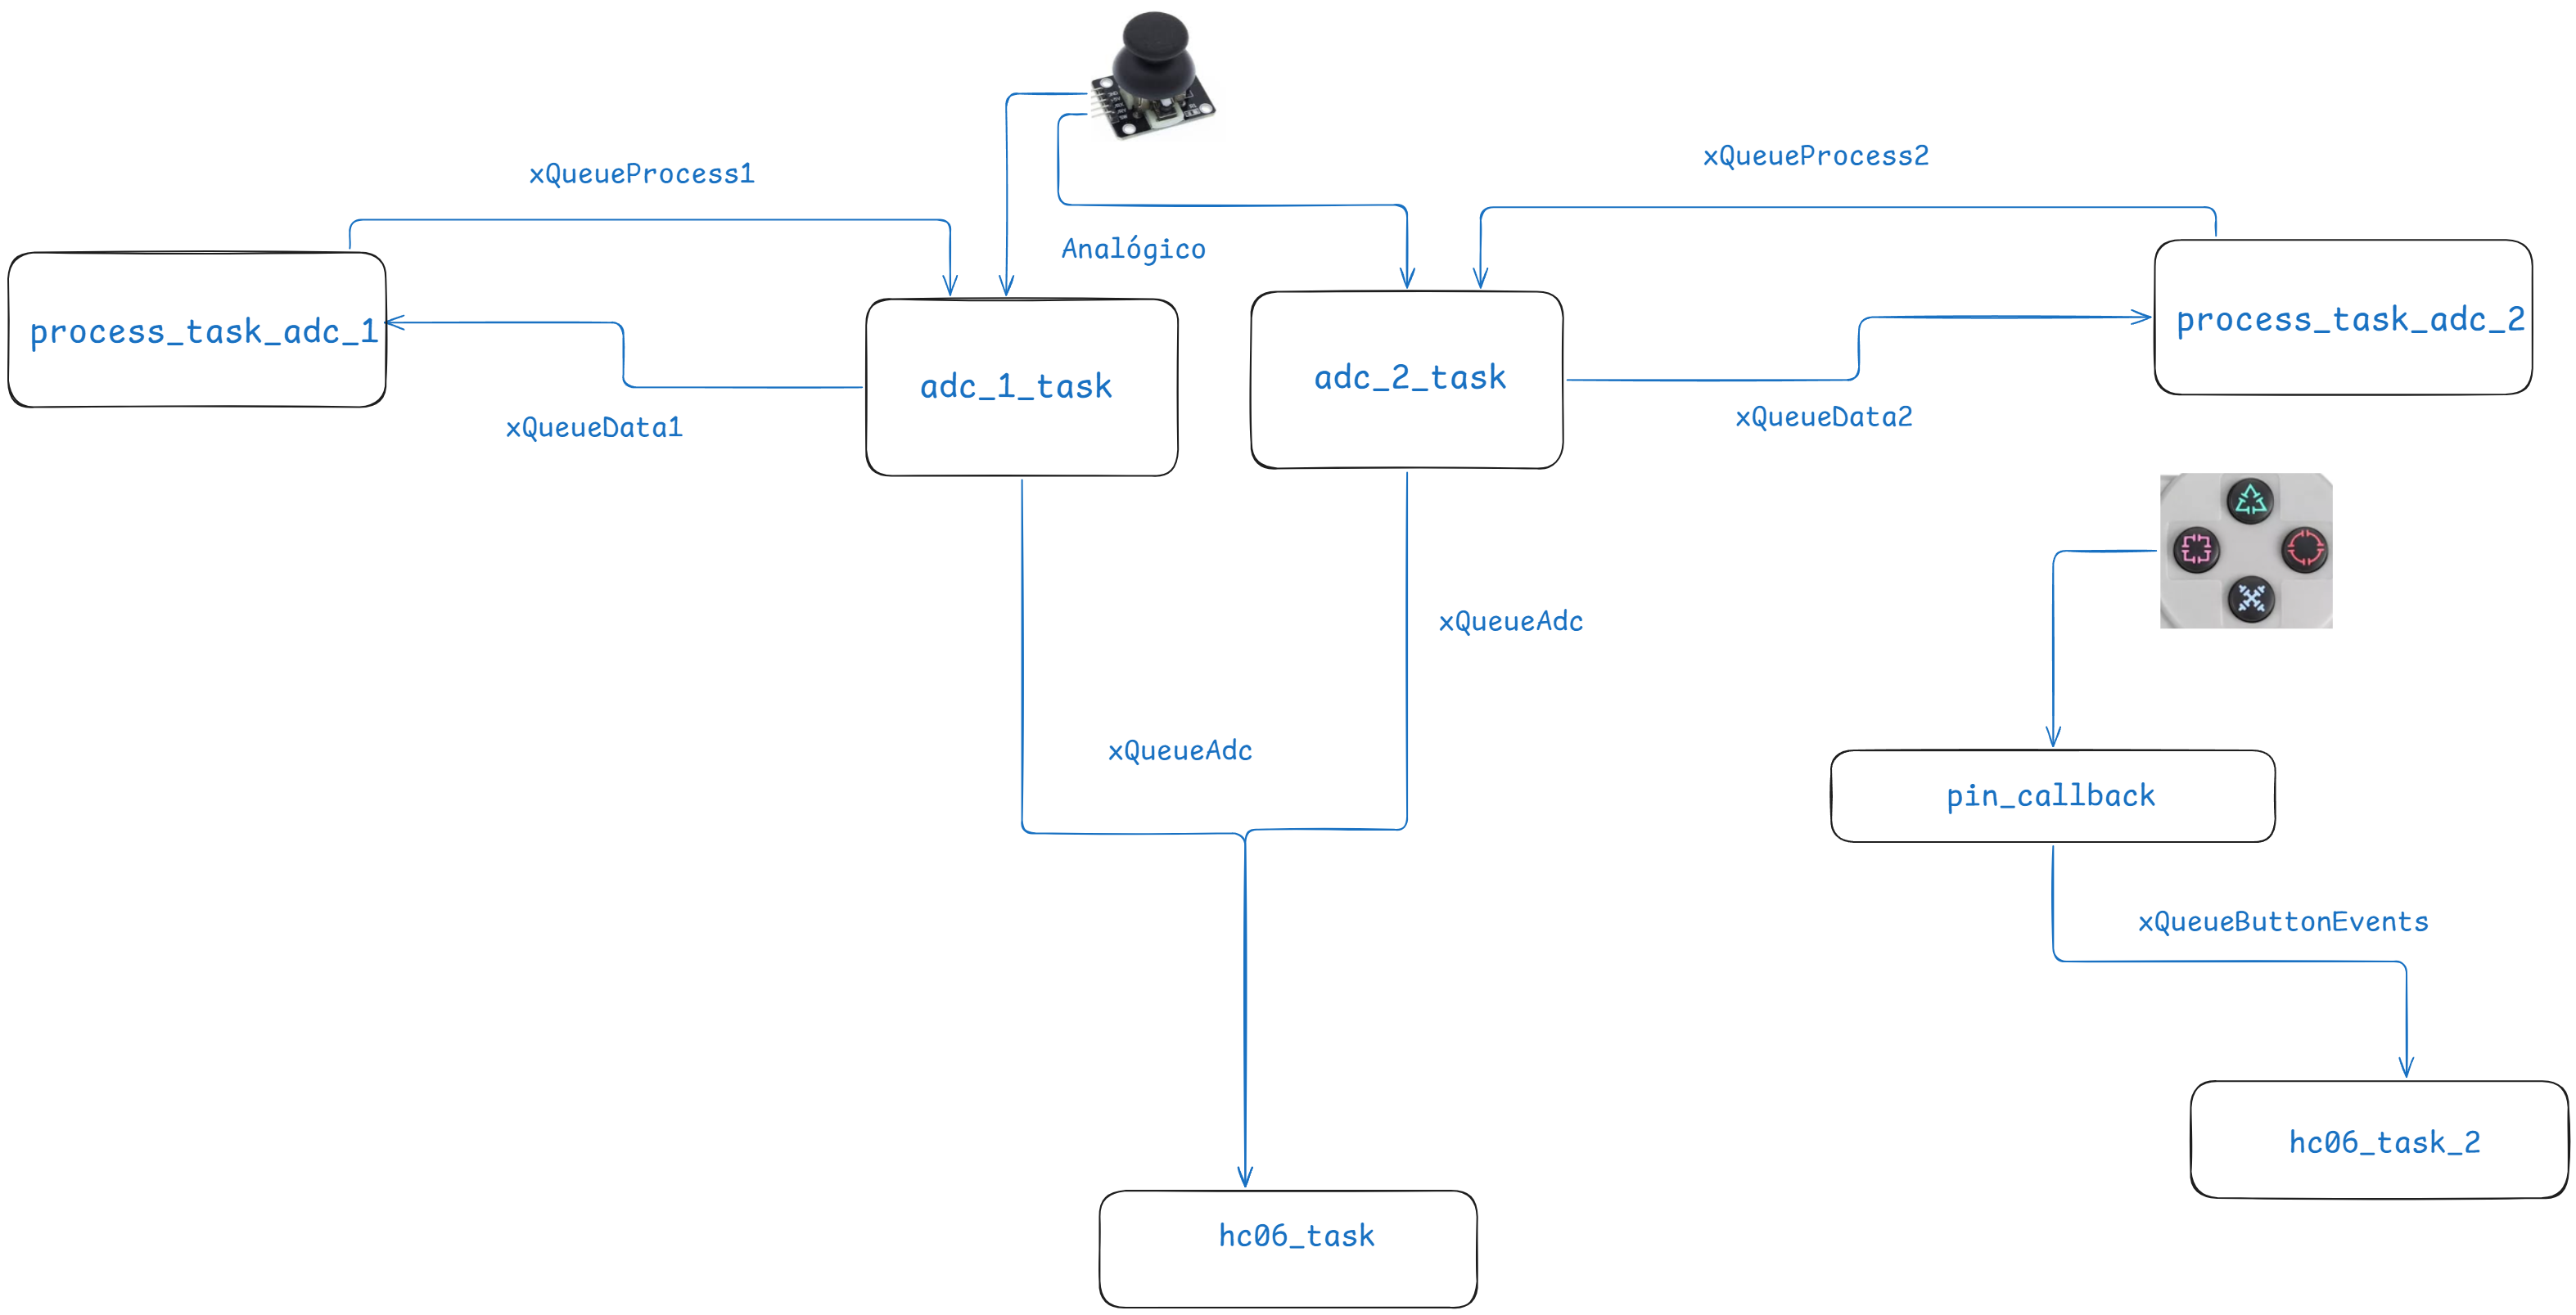 xQueueProcess1
xQueueProcess2
Analógico
process_task_adc_1
process_task_adc_2
adc_1_task
adc_2_task
xQueueData1
xQueueData2
xQueueAdc
xQueueAdc
pin_callback
xQueueButtonEvents
hc06_task_2
hc06_task